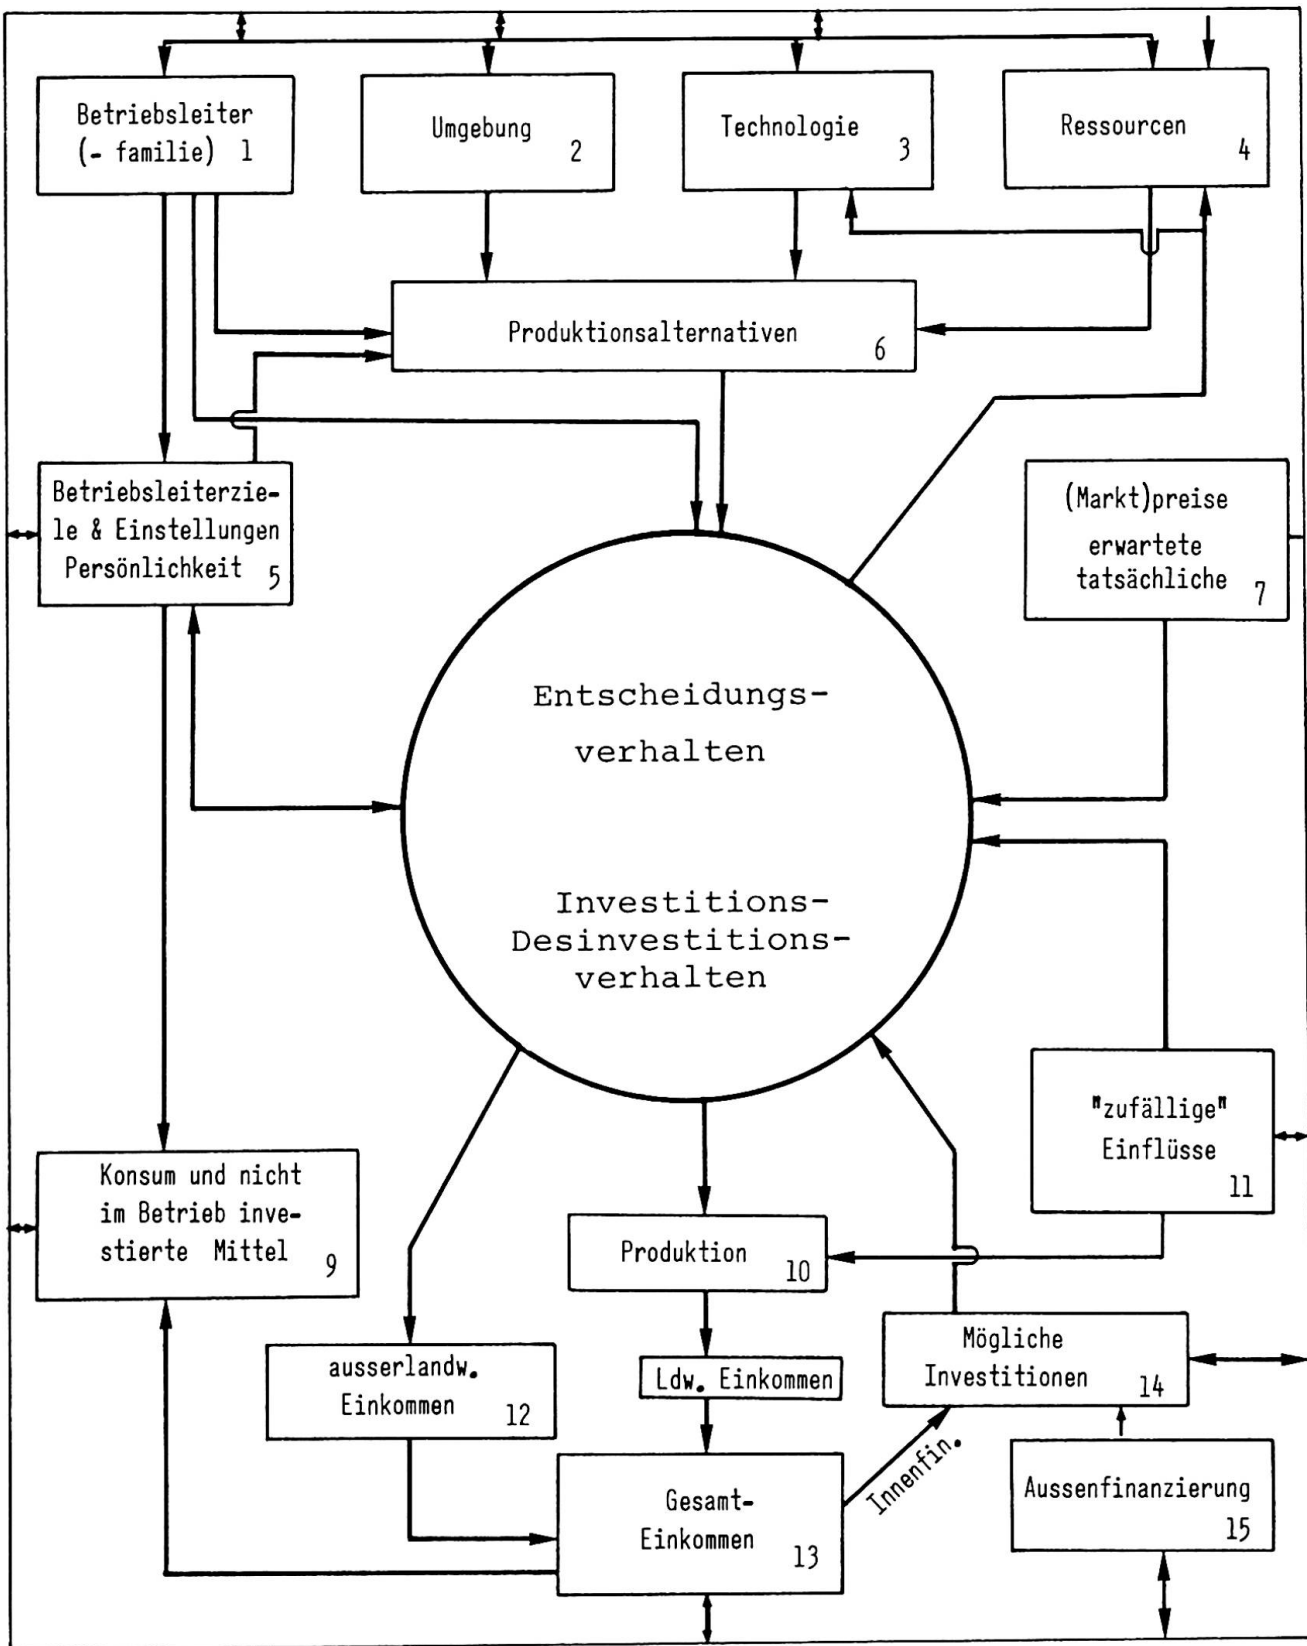 Betriebsleiter
(- familie) 1
Umgebung
2
Technologie
3
Ressourcen
4
Produktionsalternativen
6
Betriebsleiterzie-
le & Einstellungen
Persönlichkeit 5
(Markt)preise
erwartete
tatsächliche 7
Entscheidungs-
verhalten
Investitions-
Desinvestitions-
verhalten
"zufällige"
Einflüsse
11
Konsum und nicht
im Betrieb inve-
stierte Mittel 9
Produktion
10
ausserlandw.
Einkommen 12
Ldw. Einkommen
Mögliche
Investitionen 14
Innenfin.
Gesamt-
Einkommen 13
Aussenfinanzierung
15